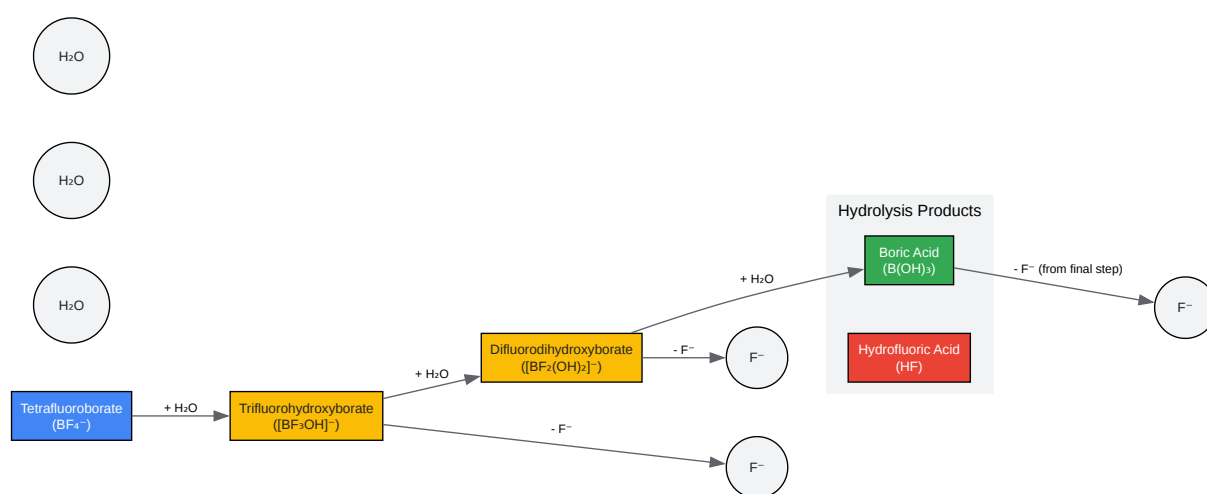 H₂O
H₂O
H₂O
Hydrolysis Products
Boric Acid
(B(OH)₃)
- F⁻ (from final step)
F⁻
+ H₂O
Hydrofluoric Acid
(HF)
Difluorodihydroxyborate
([BF₂(OH)₂]⁻)
- F⁻
F⁻
+ H₂O
Tetrafluoroborate
(BF₄⁻)
+ H₂O
Trifluorohydroxyborate
([BF₃OH]⁻)
- F⁻
F⁻